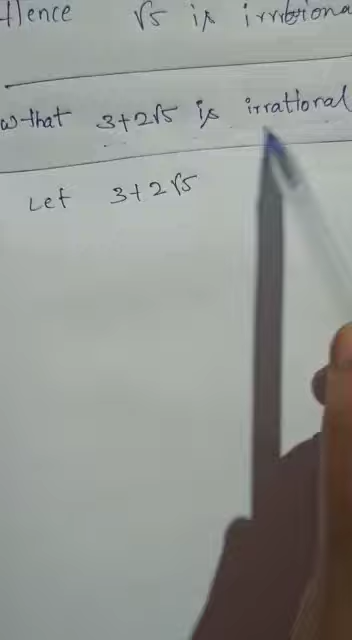 Hence √5 is irrational
w that 3+2√5 is irrational
Let 3+2√5